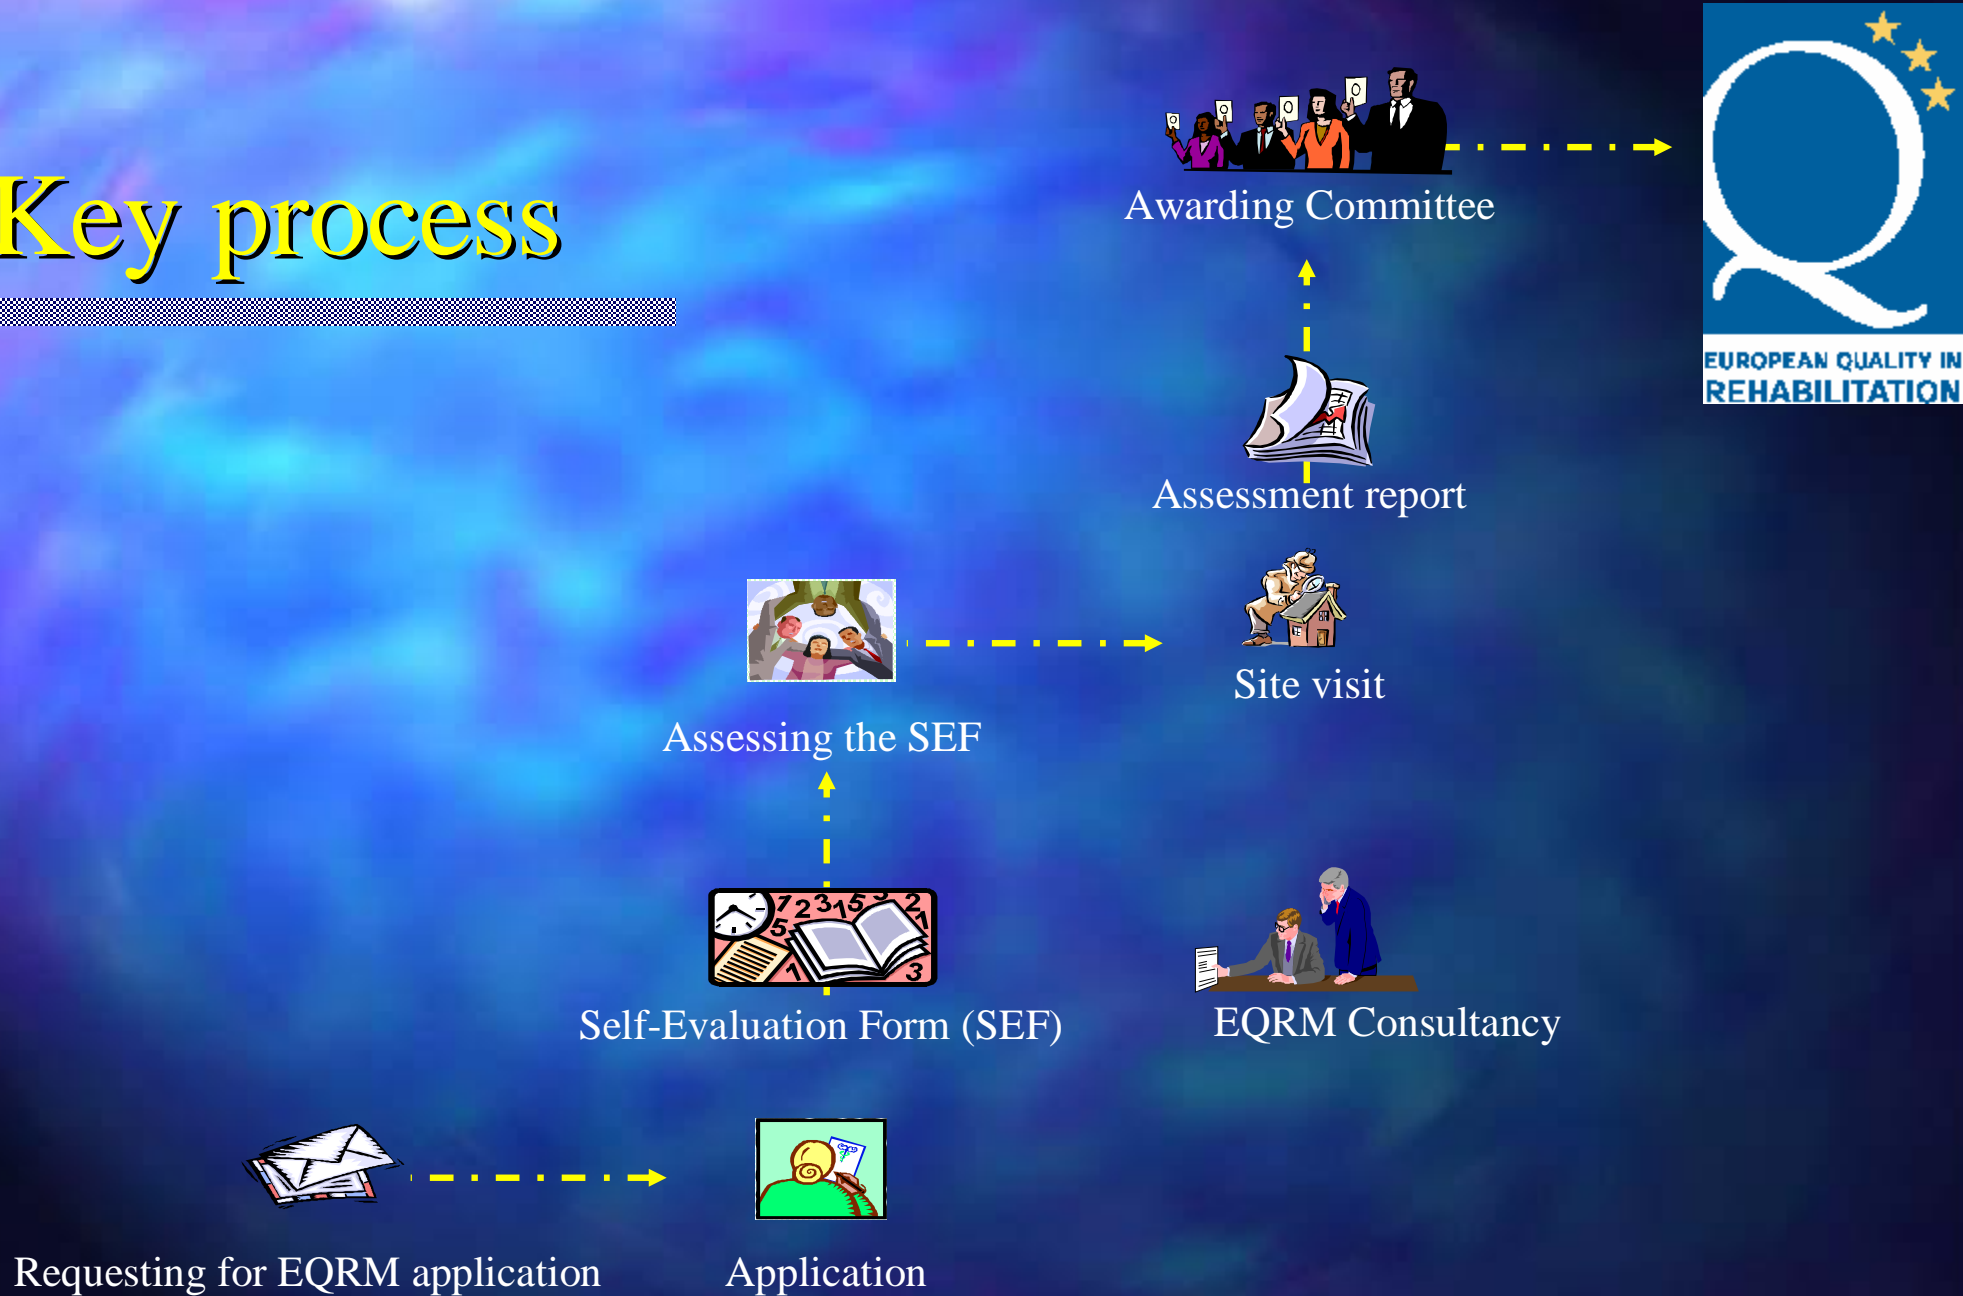 Key process
Awarding Committee
EUROPEAN QUALITY IN
REHABILITATION
Assessment report
Site visit
Assessing the SEF
Self-Evaluation Form (SEF)
EQRM Consultancy
Requesting for EQRM application
Application